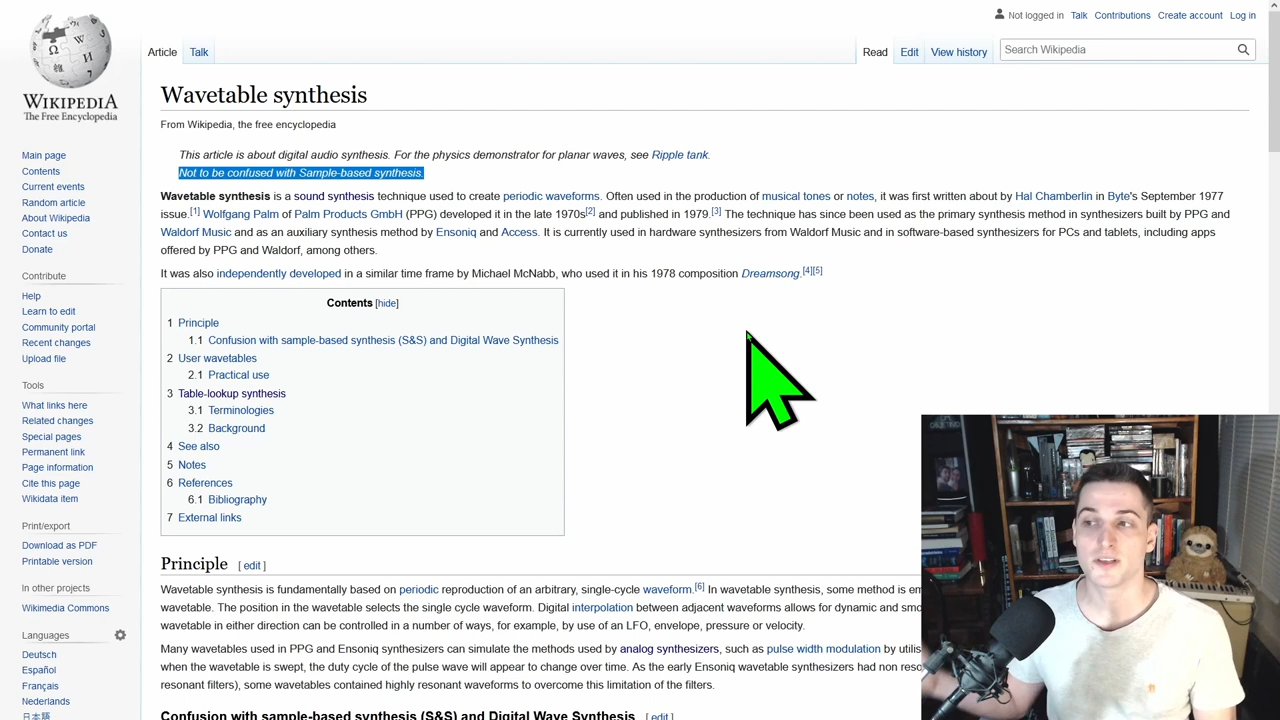 Not logged in Talk Contributions Create account Log in
Article Talk Read Edit View history Search Wikipedia
WIKIPEDIA
The Free Encyclopedia
Main page
Contents
Current events
Random article
About Wikipedia
Contact us
Donate
Contribute
Help
Learn to edit
Community portal
Recent changes
Upload file
Tools
What links here
Related changes
Special pages
Permanent link
Page information
Cite this page
Wikidata item
Print/export
Download as PDF
Printable version
In other projects
Wikimedia Commons
Languages
Deutsch
Español
Français
Nederlands
日本語
Wavetable synthesis
From Wikipedia, the free encyclopedia
This article is about digital audio synthesis. For the physics demonstrator for planar waves, see Ripple tank.
Not to be confused with Sample-based synthesis.
Wavetable synthesis is a sound synthesis technique used to create periodic waveforms. Often used in the production of musical tones or notes, it was first written about by Hal Chamberlin in Byte's September 1977
issue.[1] Wolfgang Palm of Palm Products GmbH (PPG) developed it in the late 1970s[2] and published in 1979.[3] The technique has since been used as the primary synthesis method in synthesizers built by PPG and
Waldorf Music and as an auxiliary synthesis method by Ensoniq and Access. It is currently used in hardware synthesizers from Waldorf Music and in software-based synthesizers for PCs and tablets, including apps
offered by PPG and Waldorf, among others.
It was also independently developed in a similar time frame by Michael McNabb, who used it in his 1978 composition Dreamsong.[4][5]
Contents [hide]
1 Principle
1.1 Confusion with sample-based synthesis (S&S) and Digital Wave Synthesis
2 User wavetables
2.1 Practical use
3 Table-lookup synthesis
3.1 Terminologies
3.2 Background
4 See also
5 Notes
6 References
6.1 Bibliography
7 External links
Principle [ edit ]
Wavetable synthesis is fundamentally based on periodic reproduction of an arbitrary, single-cycle waveform.[6] In wavetable synthesis, some method is em
wavetable. The position in the wavetable selects the single cycle waveform. Digital interpolation between adjacent waveforms allows for dynamic and smo
wavetable in either direction can be controlled in a number of ways, for example, by use of an LFO, envelope, pressure or velocity.
Many wavetables used in PPG and Ensoniq synthesizers can simulate the methods used by analog synthesizers, such as pulse width modulation by utilis
when the wavetable is swept, the duty cycle of the pulse wave will appear to change over time. As the early Ensoniq wavetable synthesizers had non reso
resonant filters), some wavetables contained highly resonant waveforms to overcome this limitation of the filters.
Confusion with sample-based synthesis (S&S) and Digital Wave Synthesis [ edit ]